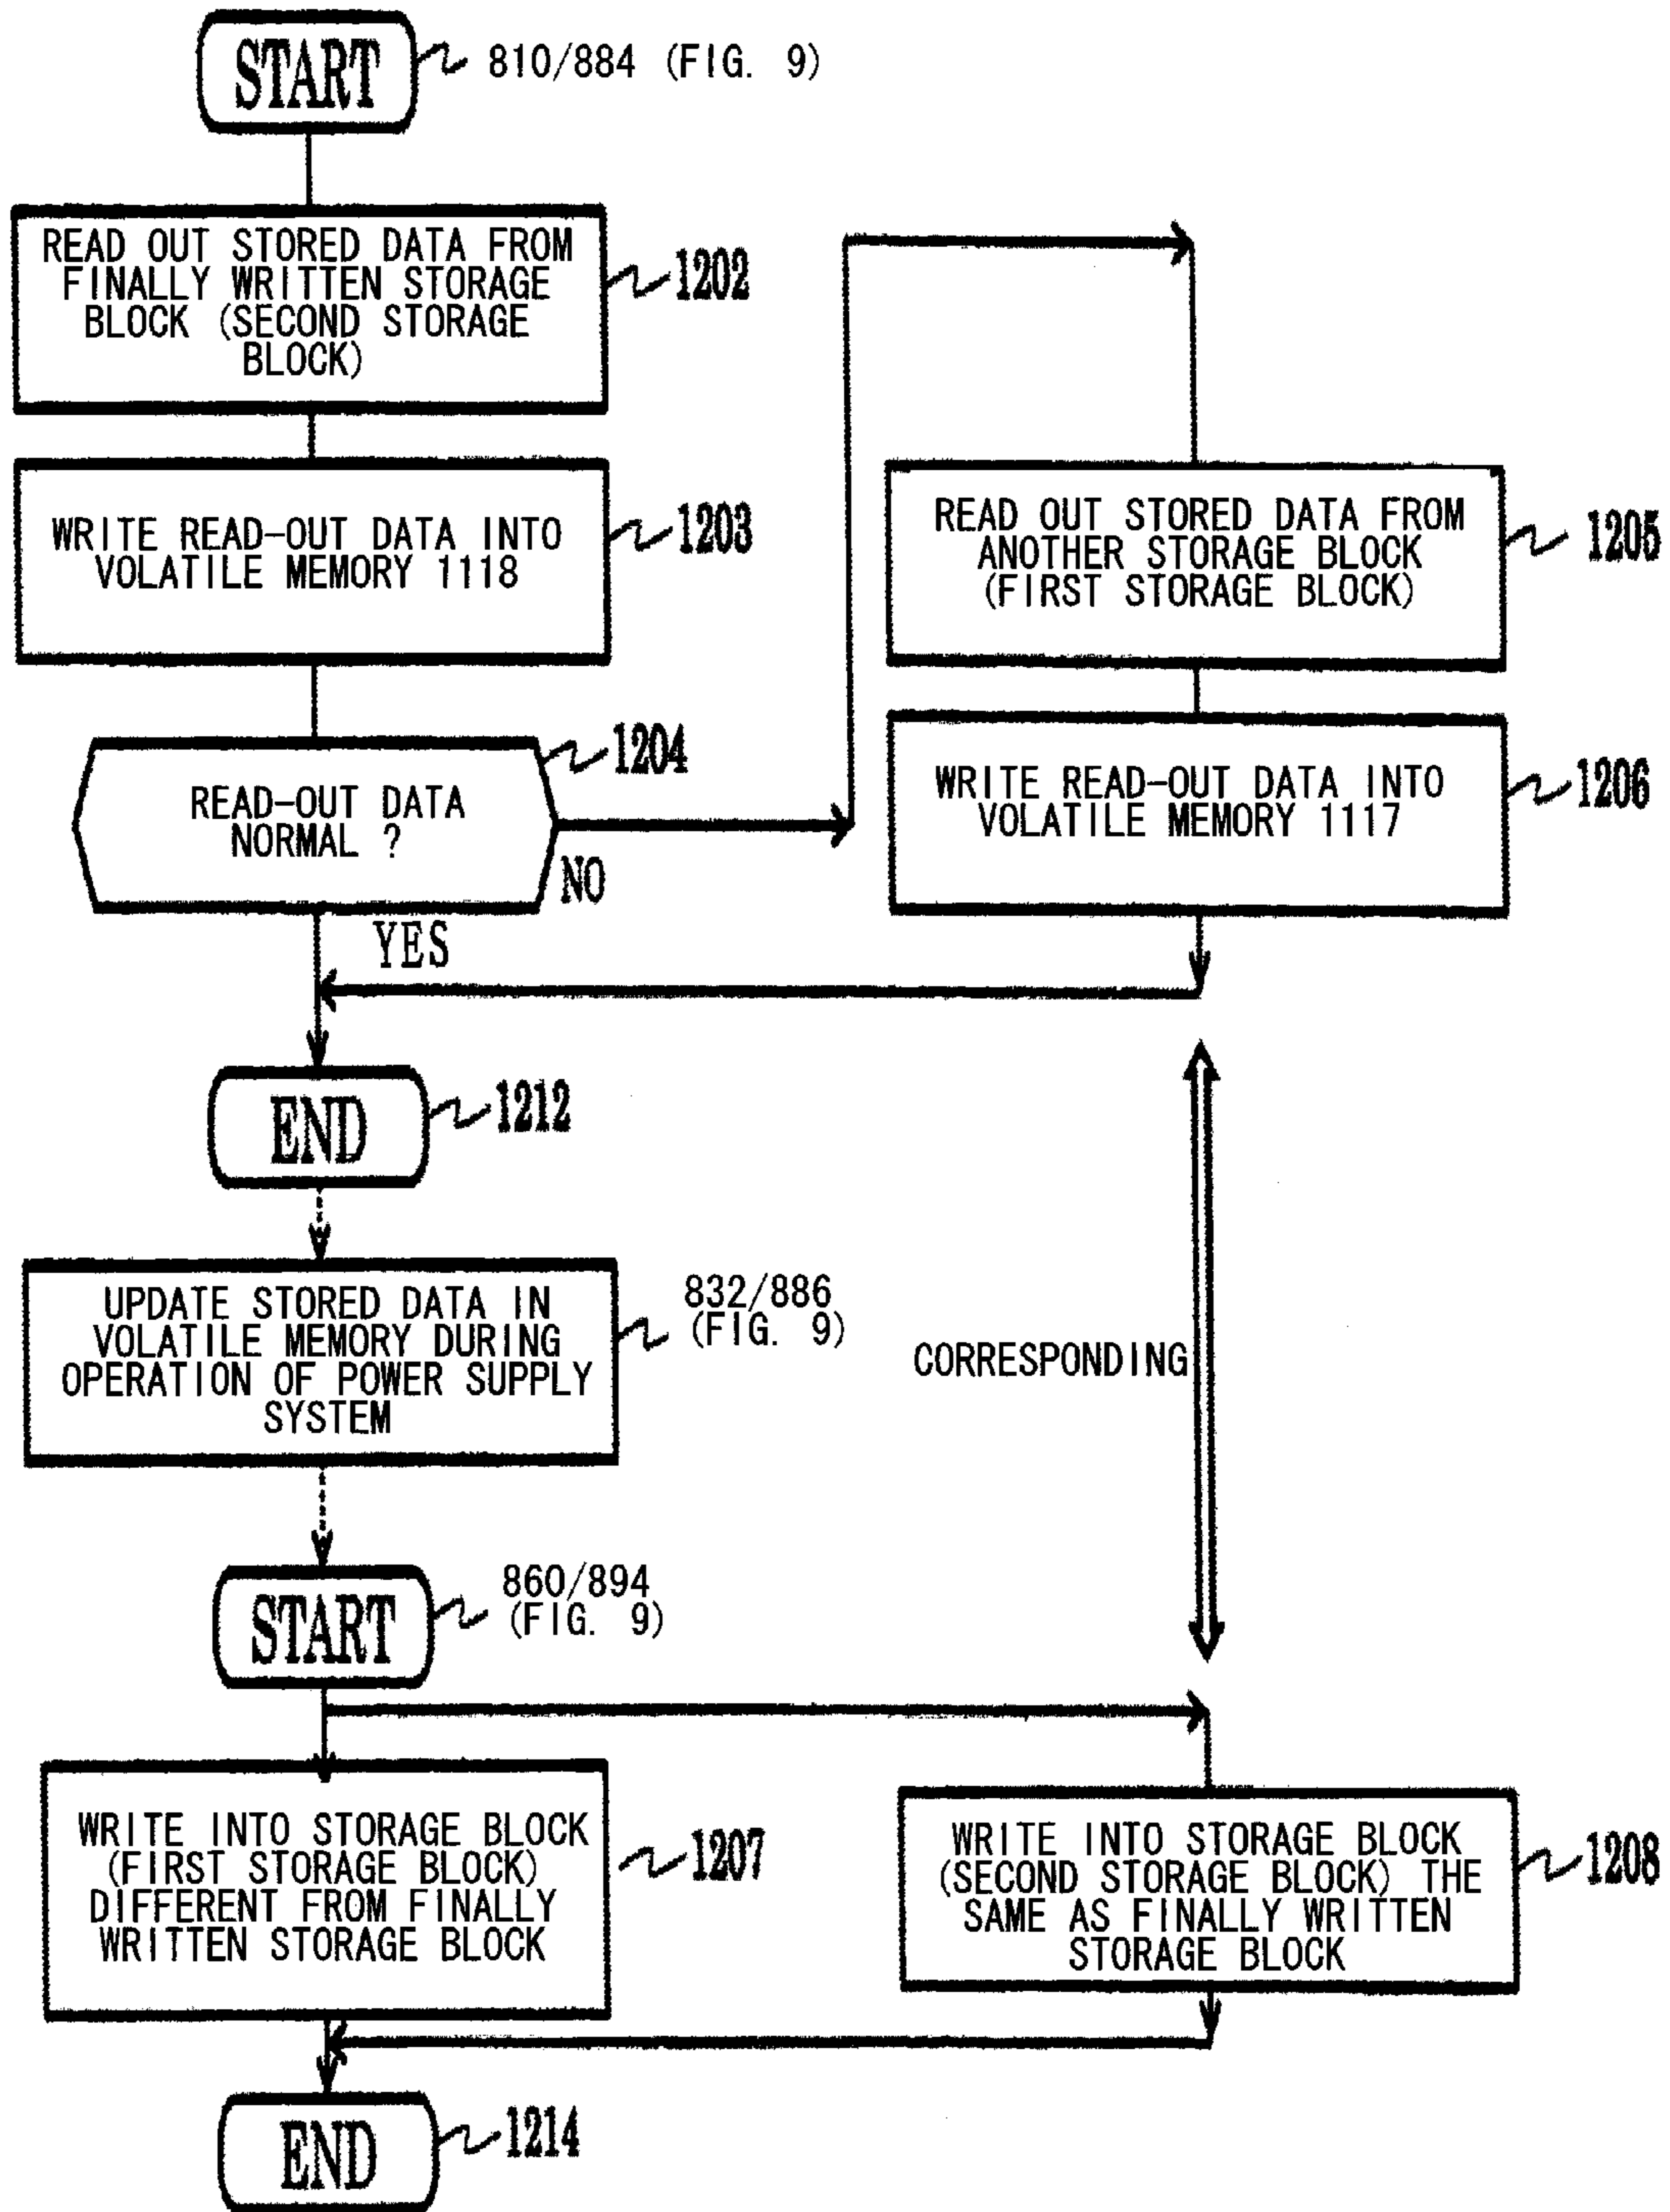 START
810/884 (FIG. 9)
READ OUT STORED DATA FROM
FINALLY WRITTEN STORAGE
BLOCK (SECOND STORAGE
BLOCK)
1202
WRITE READ-OUT DATA INTO
VOLATILE MEMORY 1118
1203
READ-OUT DATA
NORMAL ?
1204
NO
YES
READ OUT STORED DATA FROM
ANOTHER STORAGE BLOCK
(FIRST STORAGE BLOCK)
1205
WRITE READ-OUT DATA INTO
VOLATILE MEMORY 1117
1206
END
1212
UPDATE STORED DATA IN
VOLATILE MEMORY DURING
OPERATION OF POWER SUPPLY
SYSTEM
832/886
(FIG. 9)
CORRESPONDING
START
860/894
(FIG. 9)
WRITE INTO STORAGE BLOCK
(FIRST STORAGE BLOCK)
DIFFERENT FROM FINALLY
WRITTEN STORAGE BLOCK
1207
WRITE INTO STORAGE BLOCK
(SECOND STORAGE BLOCK) THE
SAME AS FINALLY WRITTEN
STORAGE BLOCK
1208
END
1214